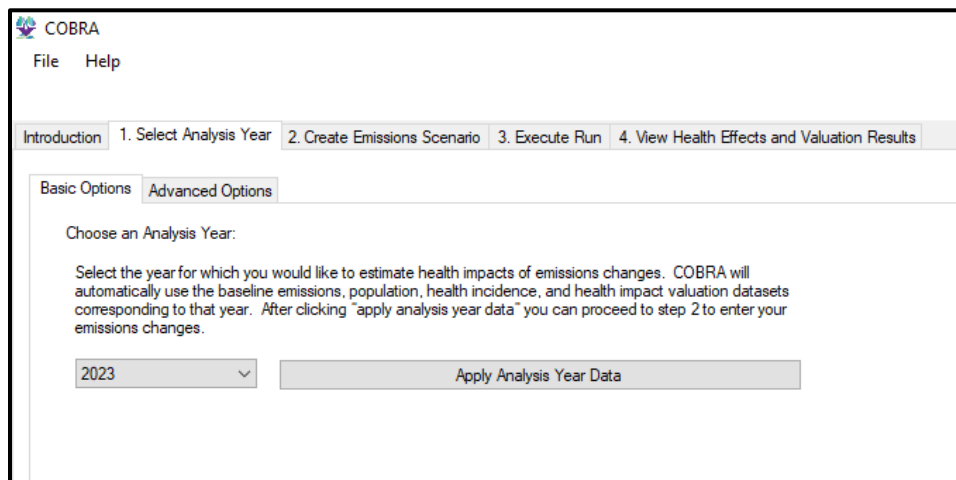 COBRA
File Help
Introduction 1. Select Analysis Year 2. Create Emissions Scenario 3. Execute Run 4. View Health Effects and Valuation Results
Basic Options Advanced Options
Choose an Analysis Year:
Select the year for which you would like to estimate health impacts of emissions changes. COBRA will
automatically use the baseline emissions, population, health incidence, and health impact valuation datasets
corresponding to that year. After clicking "apply analysis year data" you can proceed to step 2 to enter your
emissions changes.
2023 Apply Analysis Year Data